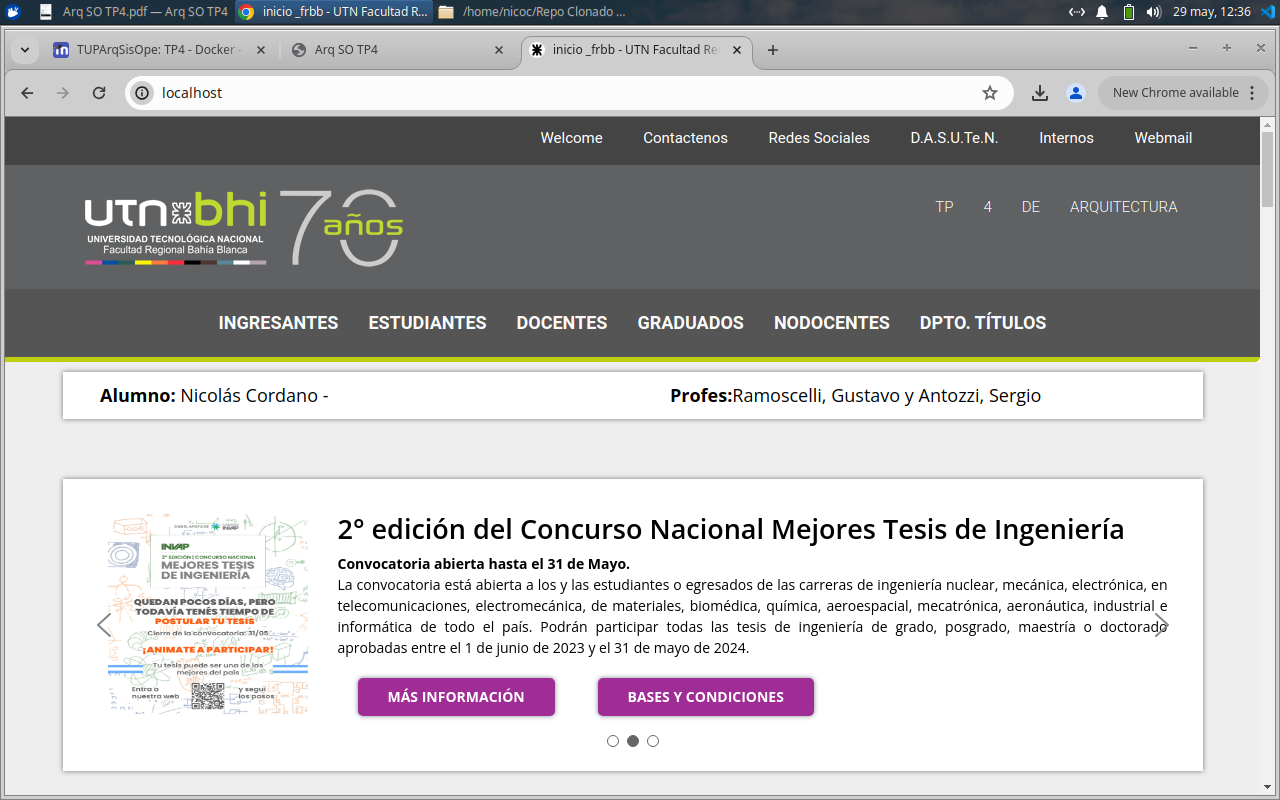 Arq SO TP4.pdf — Arq SO TP4
inicio _frbb - UTN Facultad R...
/home/nicoc/Repo Clonado ...
29 may, 12:36
TUPArqSisOpe: TP4 - Docker -
Arq SO TP4
inicio _frbb - UTN Facultad Re
localhost
New Chrome available
Welcome
Contactenos
Redes Sociales
D.A.S.U.Te.N.
Internos
Webmail
utn bhi 70 años
UNIVERSIDAD TECNOLÓGICA NACIONAL
Facultad Regional Bahía Blanca
TP 4 DE ARQUITECTURA
INGRESANTES
ESTUDIANTES
DOCENTES
GRADUADOS
NODOCENTES
DPTO. TÍTULOS
Alumno: Nicolás Cordano -
Profes:Ramoscelli, Gustavo y Antozzi, Sergio
CON EL APOYO DE
INVAP
2° EDICIÓN | CONCURSO NACIONAL
MEJORES TESIS
DE INGENIERÍA
QUEDAN POCOS DÍAS, PERO
TODAVÍA TENÉS TIEMPO DE
POSTULAR TU TESIS
Cierre de la convocatoria: 31/05
¡ANIMATE A PARTICIPAR!
Tu tesis puede ser una de las
mejores del país
Entra a
nuestra web
y seguí
los pasos
2° edición del Concurso Nacional Mejores Tesis de Ingeniería
Convocatoria abierta hasta el 31 de Mayo.
La convocatoria está abierta a los y las estudiantes o egresados de las carreras de ingeniería nuclear, mecánica, electrónica, en
telecomunicaciones, electromecánica, de materiales, biomédica, química, aeroespacial, mecatrónica, aeronáutica, industrial e
informática de todo el país. Podrán participar todas las tesis de ingeniería de grado, posgrado, maestría o doctorado
aprobadas entre el 1 de junio de 2023 y el 31 de mayo de 2024.
MÁS INFORMACIÓN
BASES Y CONDICIONES